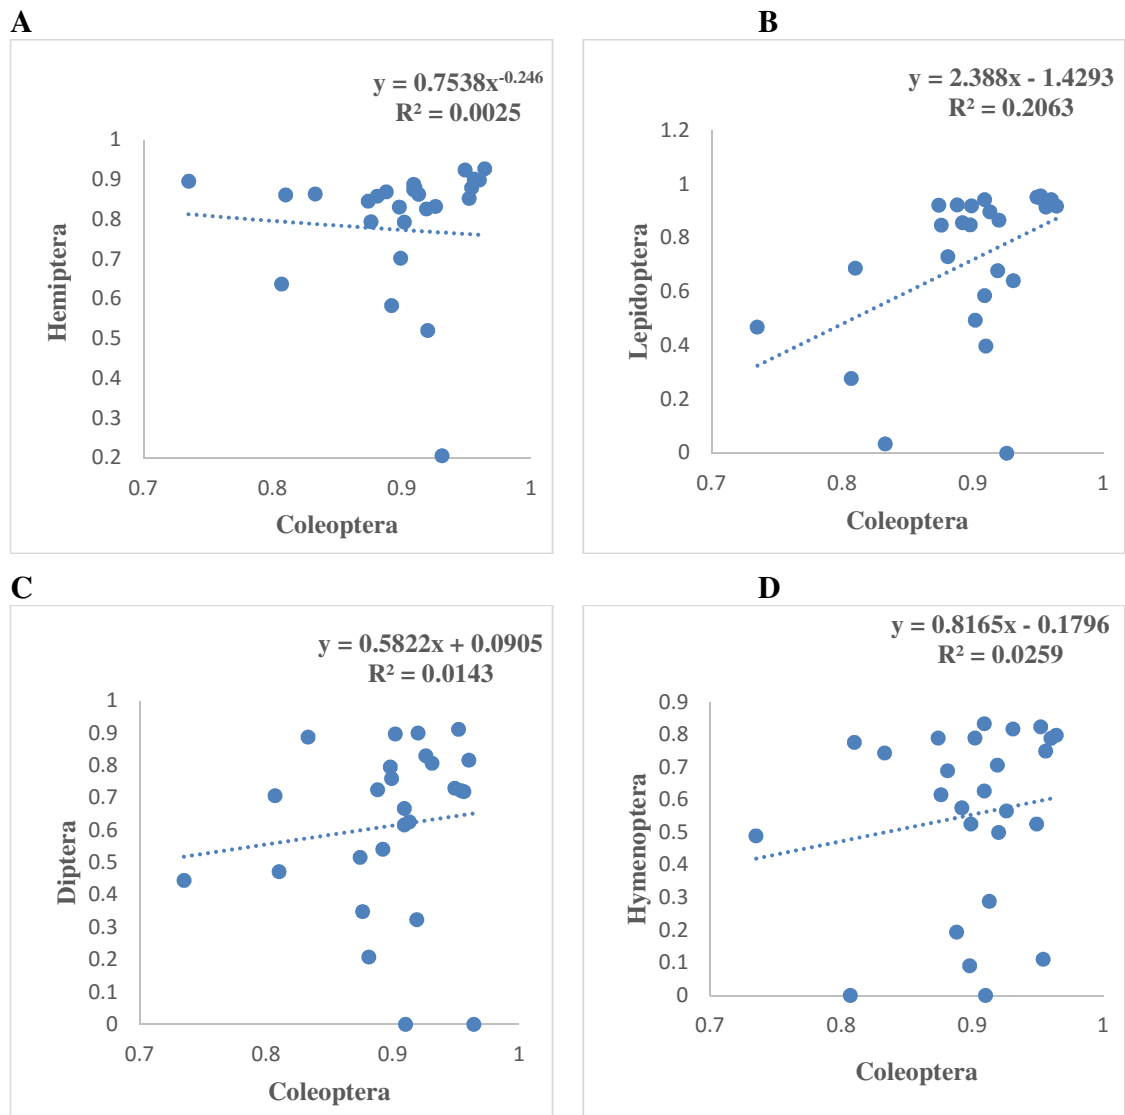 A
y = 0.7538x^-0.246
R² = 0.0025
1
0.9
0.8
0.7
0.6
0.5
0.4
0.3
0.2
Hemiptera
0.7 0.8 0.9 1
Coleoptera
B
y = 2.388x - 1.4293
R² = 0.2063
1.2
1
0.8
0.6
0.4
0.2
0
Lepidoptera
0.7 0.8 0.9 1
Coleoptera
C
y = 0.5822x + 0.0905
R² = 0.0143
1
0.9
0.8
0.7
0.6
0.5
0.4
0.3
0.2
0.1
0
Diptera
0.7 0.8 0.9 1
Coleoptera
D
y = 0.8165x - 0.1796
R² = 0.0259
0.9
0.8
0.7
0.6
0.5
0.4
0.3
0.2
0.1
0
Hymenoptera
0.7 0.8 0.9 1
Coleoptera